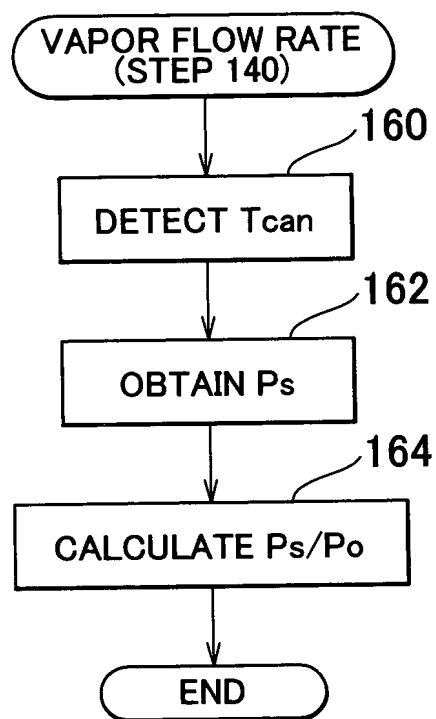 VAPOR FLOW RATE
(STEP 140)
160
DETECT Tcan
162
OBTAIN Ps
164
CALCULATE Ps/Po
END